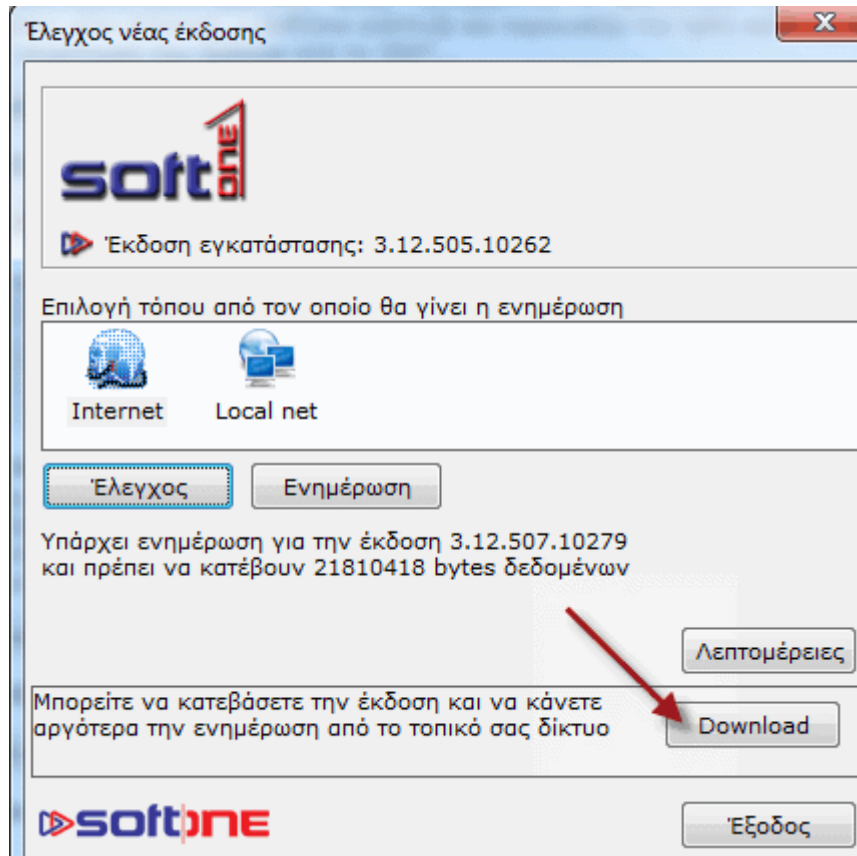 Έλεγχος νέας έκδοσης
x
soft1
one
Έκδοση εγκατάστασης: 3.12.505.10262
Επιλογή τόπου από τον οποίο θα γίνει η ενημέρωση
Internet
Local net
Έλεγχος
Ενημέρωση
Υπάρχει ενημέρωση για την έκδοση 3.12.507.10279
και πρέπει να κατέβουν 21810418 bytes δεδομένων
Λεπτομέρειες
Μπορείτε να κατεβάσετε την έκδοση και να κάνετε
αργότερα την ενημέρωση από το τοπικό σας δίκτυο
Download
softone
Έξοδος